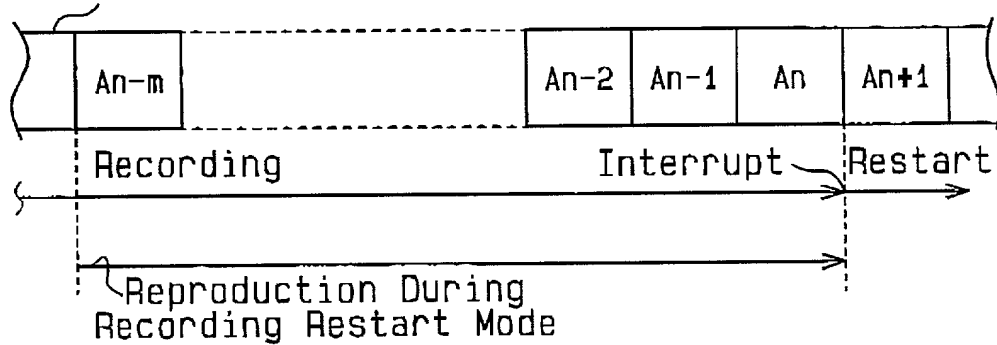 An-m An-2 An-1 An An+1
Recording Interrupt Restart
Reproduction During
Recording Restart Mode